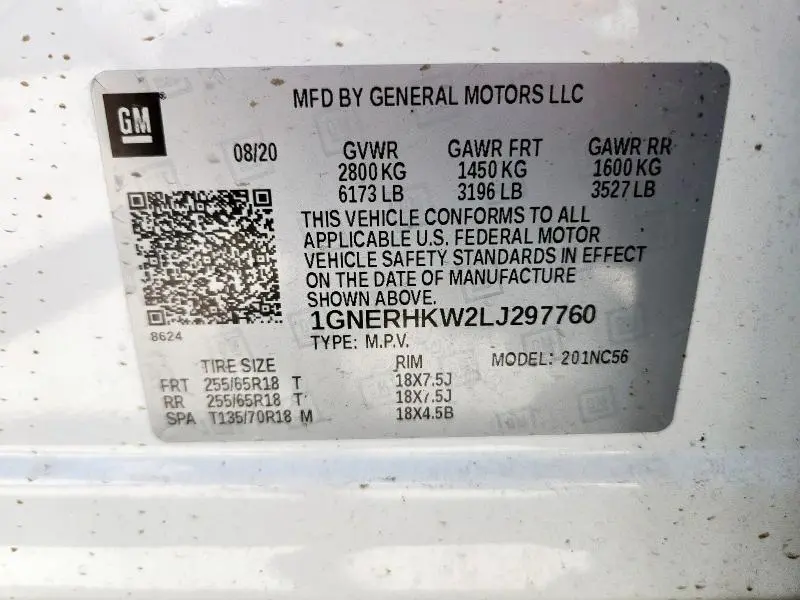 GM
MFD BY GENERAL MOTORS LLC
08/20 GVWR GAWR FRT GAWR RR
2800 KG 1450 KG 1600 KG
6173 LB 3196 LB 3527 LB
THIS VEHICLE CONFORMS TO ALL
APPLICABLE U.S. FEDERAL MOTOR
VEHICLE SAFETY STANDARDS IN EFFECT
ON THE DATE OF MANUFACTURE
SHOWN ABOVE.
8624
1GNERHKW2LJ297760
TYPE: M.P.V. MODEL: 201NC56
TIRE SIZE RIM
FRT 255/65R18 T 18X7.5J
RR 255/65R18 T 18X7.5J
SPA T135/70R18 M 18X4.5B